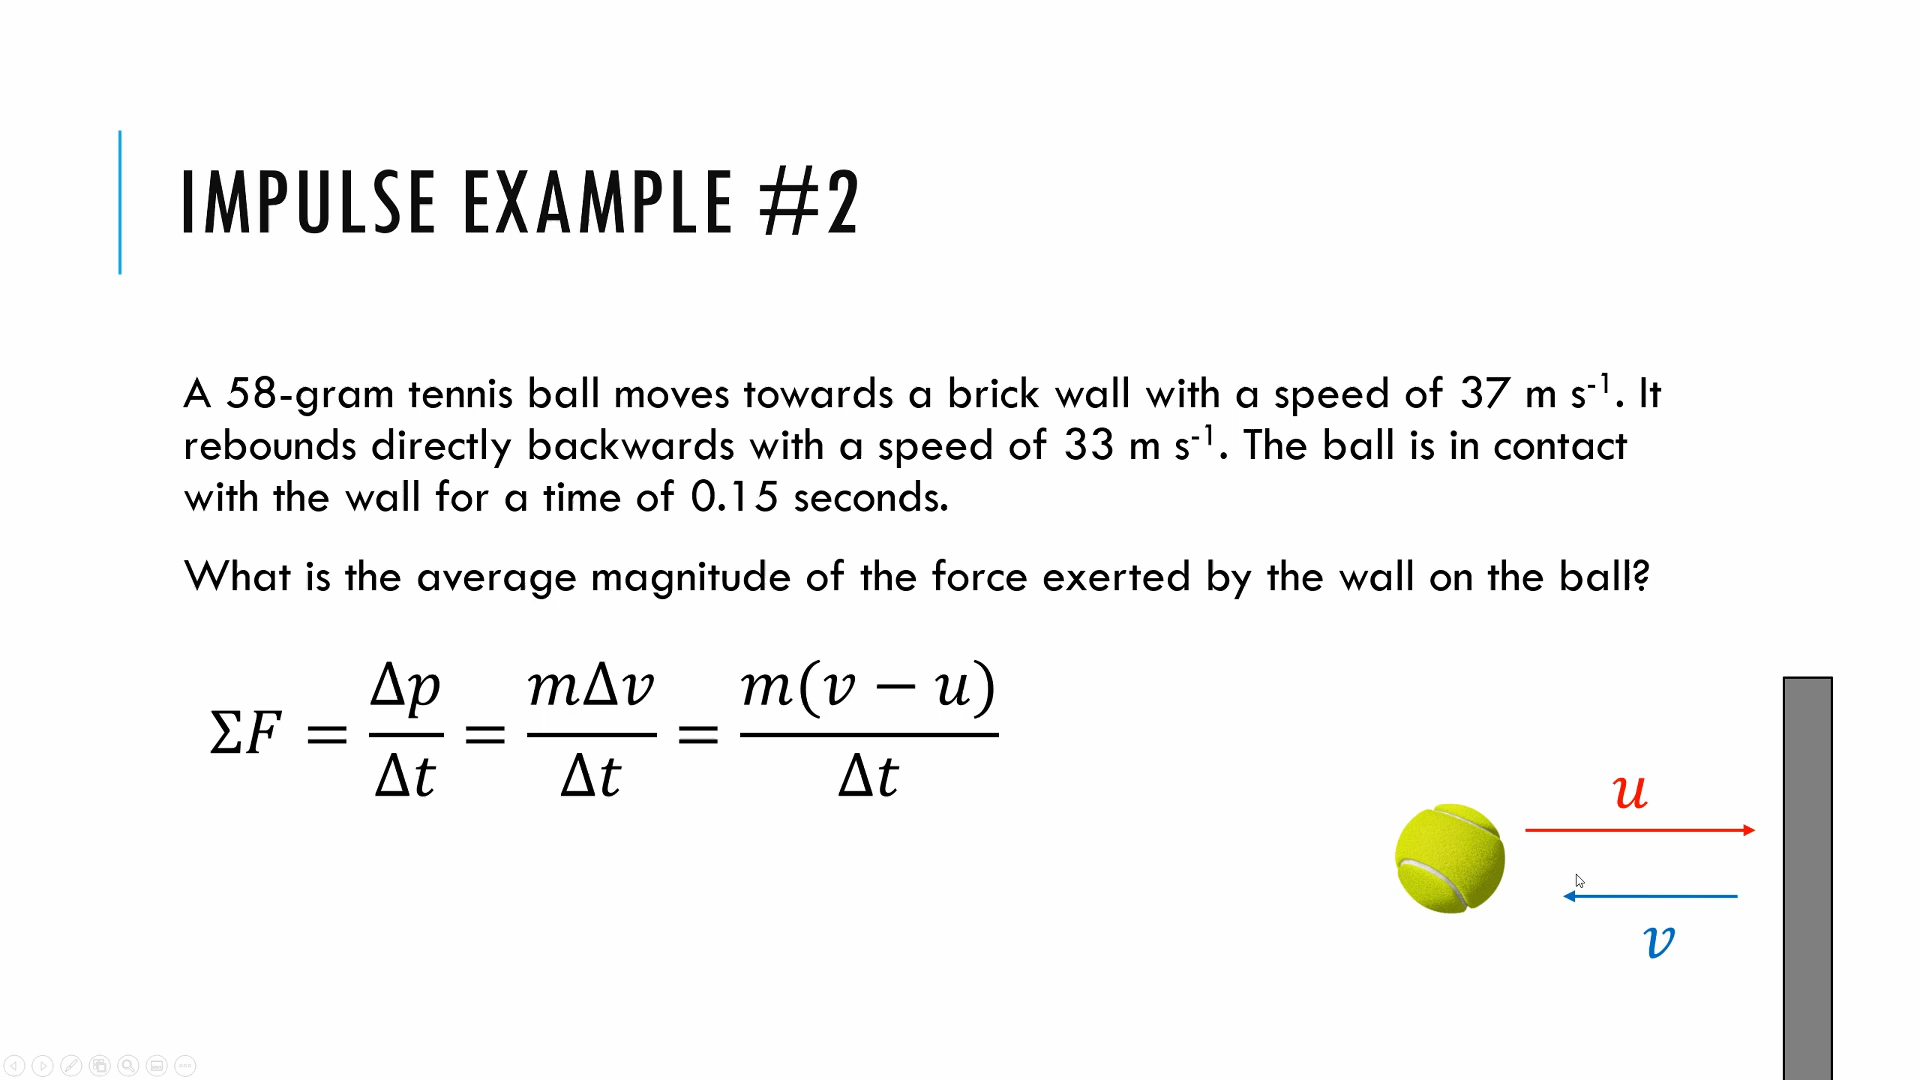 IMPULSE EXAMPLE #2
A 58-gram tennis ball moves towards a brick wall with a speed of 37 m s⁻¹. It
rebounds directly backwards with a speed of 33 m s⁻¹. The ball is in contact
with the wall for a time of 0.15 seconds.
What is the average magnitude of the force exerted by the wall on the ball?
ΣF = Δp/Δt = mΔv/Δt = m(v − u)/Δt
u
v